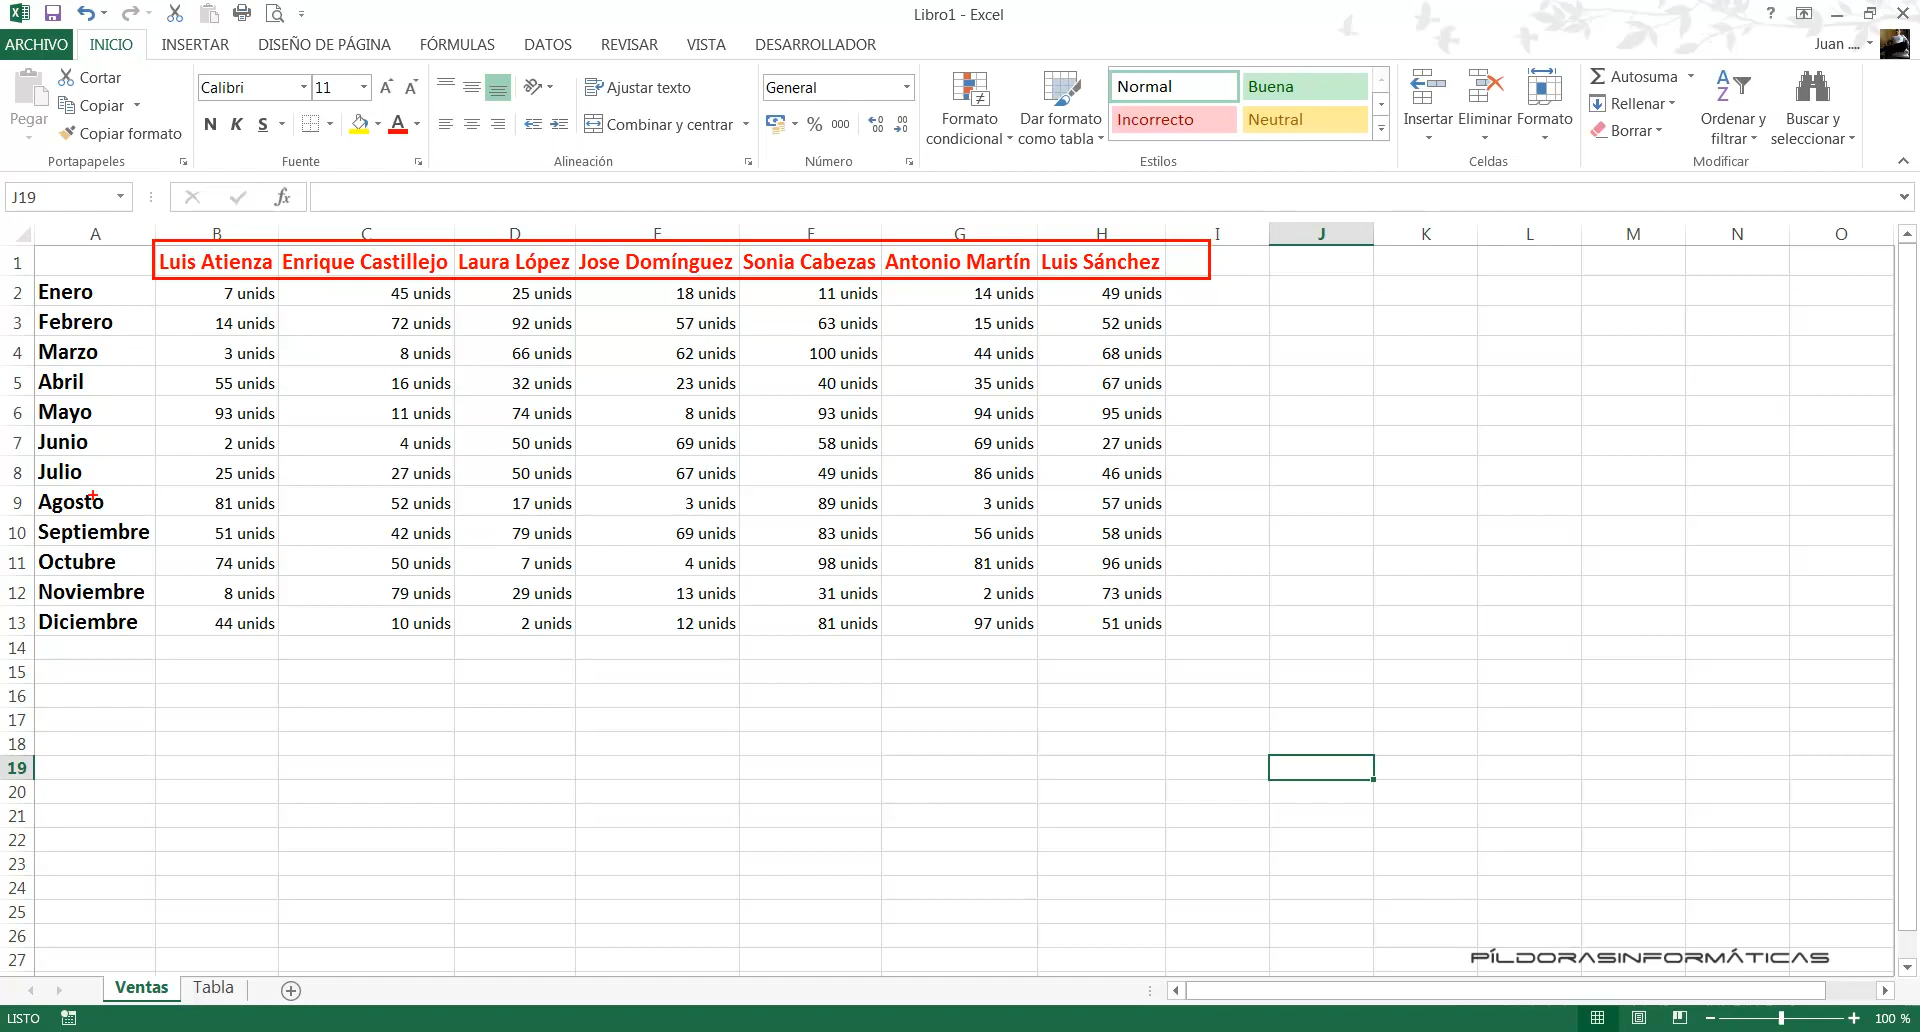 Libro1 - Excel
?
ARCHIVO INICIO INSERTAR DISEÑO DE PÁGINA FÓRMULAS DATOS REVISAR VISTA DESARROLLADOR Juan ....
Pegar
Cortar
Copiar
Copiar formato
Portapapeles
Calibri 11 A A
N K S A
Fuente
Ajustar texto
Combinar y centrar
Alineación
General
% 000
Número
Formato condicional
Dar formato como tabla
Normal Buena
Incorrecto Neutral
Estilos
Insertar Eliminar Formato
Celdas
Autosuma
Rellenar
Borrar
Ordenar y filtrar
Buscar y seleccionar
Modificar
J19 fx
A B C D E F G H I J K L M N O
1 Luis Atienza Enrique Castillejo Laura López Jose Domínguez Sonia Cabezas Antonio Martín Luis Sánchez
2 Enero 7 unids 45 unids 25 unids 18 unids 11 unids 14 unids 49 unids
3 Febrero 14 unids 72 unids 92 unids 57 unids 63 unids 15 unids 52 unids
4 Marzo 3 unids 8 unids 66 unids 62 unids 100 unids 44 unids 68 unids
5 Abril 55 unids 16 unids 32 unids 23 unids 40 unids 35 unids 67 unids
6 Mayo 93 unids 11 unids 74 unids 8 unids 93 unids 94 unids 95 unids
7 Junio 2 unids 4 unids 50 unids 69 unids 58 unids 69 unids 27 unids
8 Julio 25 unids 27 unids 50 unids 67 unids 49 unids 86 unids 46 unids
9 Agosto 81 unids 52 unids 17 unids 3 unids 89 unids 3 unids 57 unids
10 Septiembre 51 unids 42 unids 79 unids 69 unids 83 unids 56 unids 58 unids
11 Octubre 74 unids 50 unids 7 unids 4 unids 98 unids 81 unids 96 unids
12 Noviembre 8 unids 79 unids 29 unids 13 unids 31 unids 2 unids 73 unids
13 Diciembre 44 unids 10 unids 2 unids 12 unids 81 unids 97 unids 51 unids
14
15
16
17
18
19
20
21
22
23
24
25
26
27
PÍLDORASINFORMÁTICAS
Ventas Tabla
LISTO 100 %